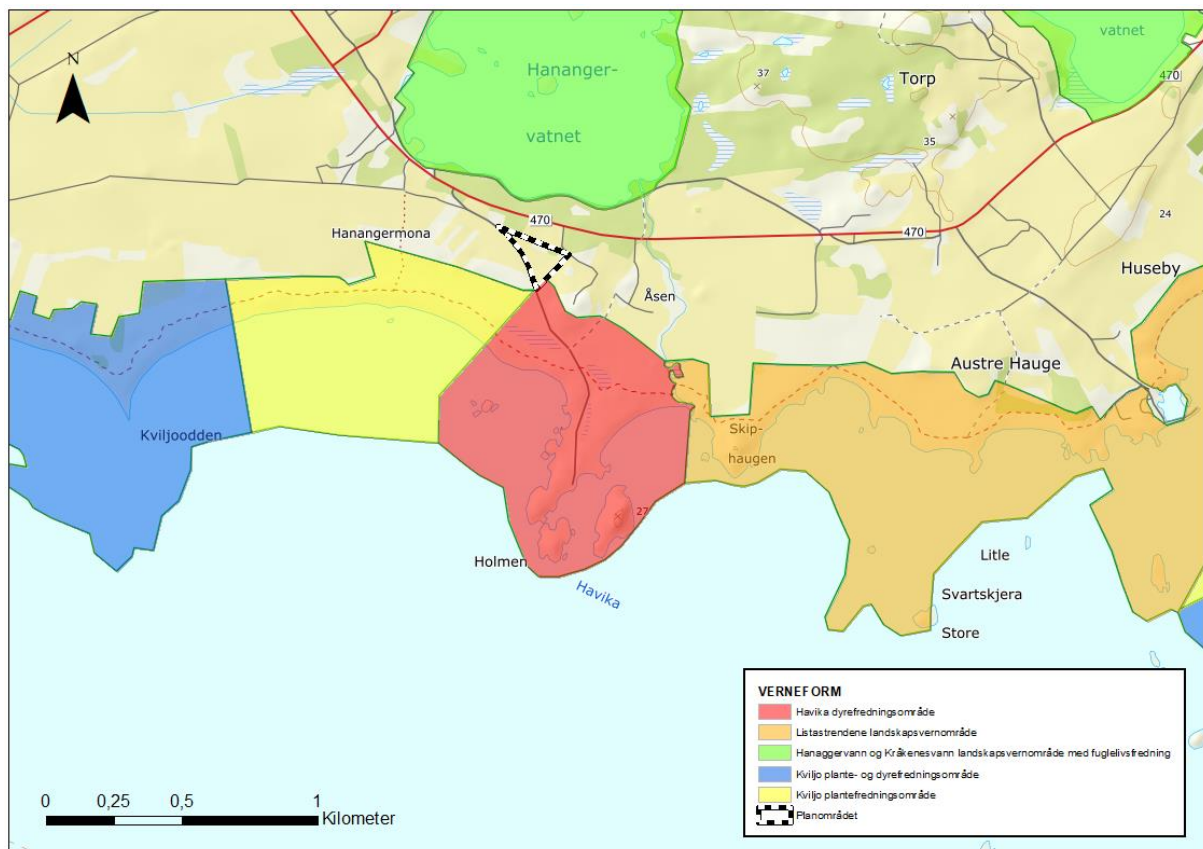 N
Hananger-
vatnet
vatnet
37
Torp
470
35
24
470
470
Hanangermona
Huseby
Åsen
Austre Hauge
Kviljoodden
Skip-
haugen
27
Holmen
Havika
Litle
Svartskjera
Store
VERNEFORM
Havika dyrefredningsområde
Listastrendene landskapsvernområde
Hanaggervann og Kråkenesvann landskapsvernområde med fuglelivsfredning
Kviljo plante- og dyrefredningsområde
Kviljo plantefredningsområde
Planområdet
0 0,25 0,5 1
Kilometer